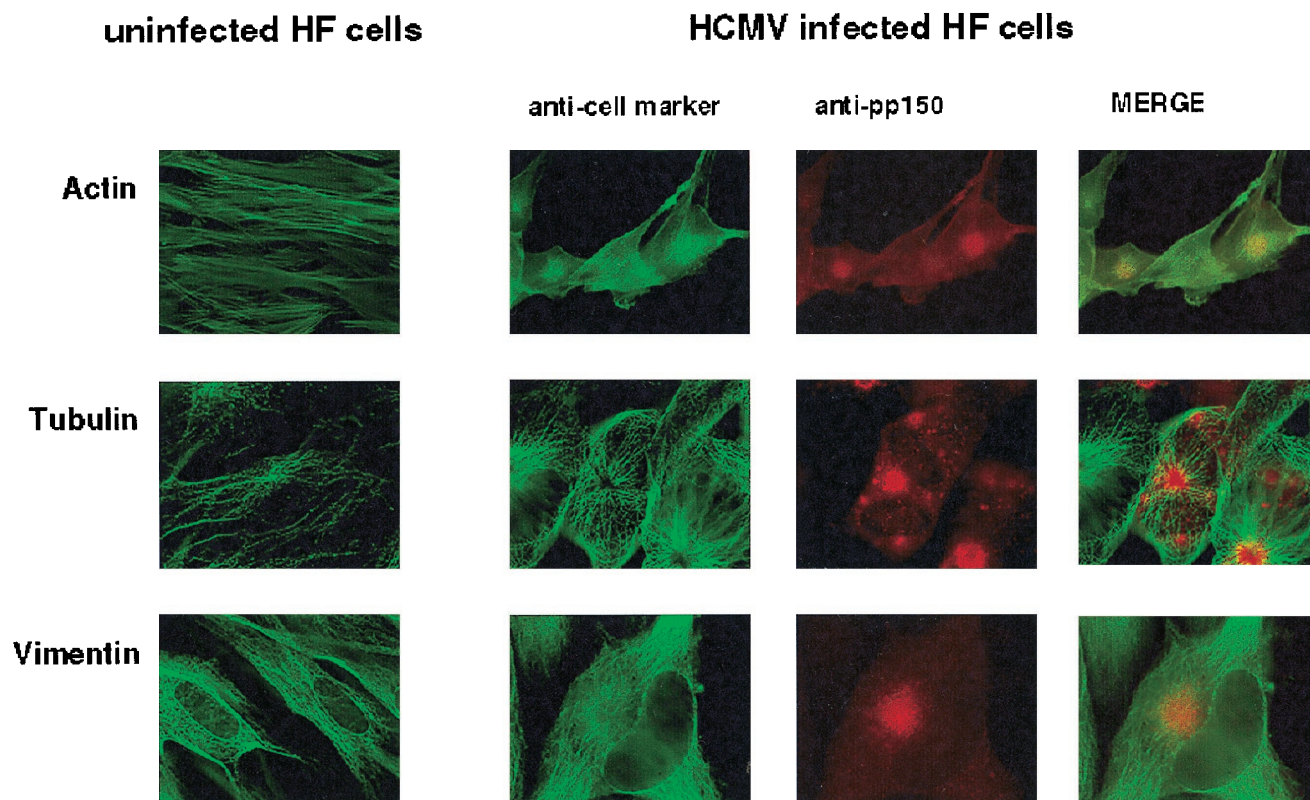 uninfected HF cells
HCMV infected HF cells
anti-cell marker
anti-pp150
MERGE
Actin
Tubulin
Vimentin